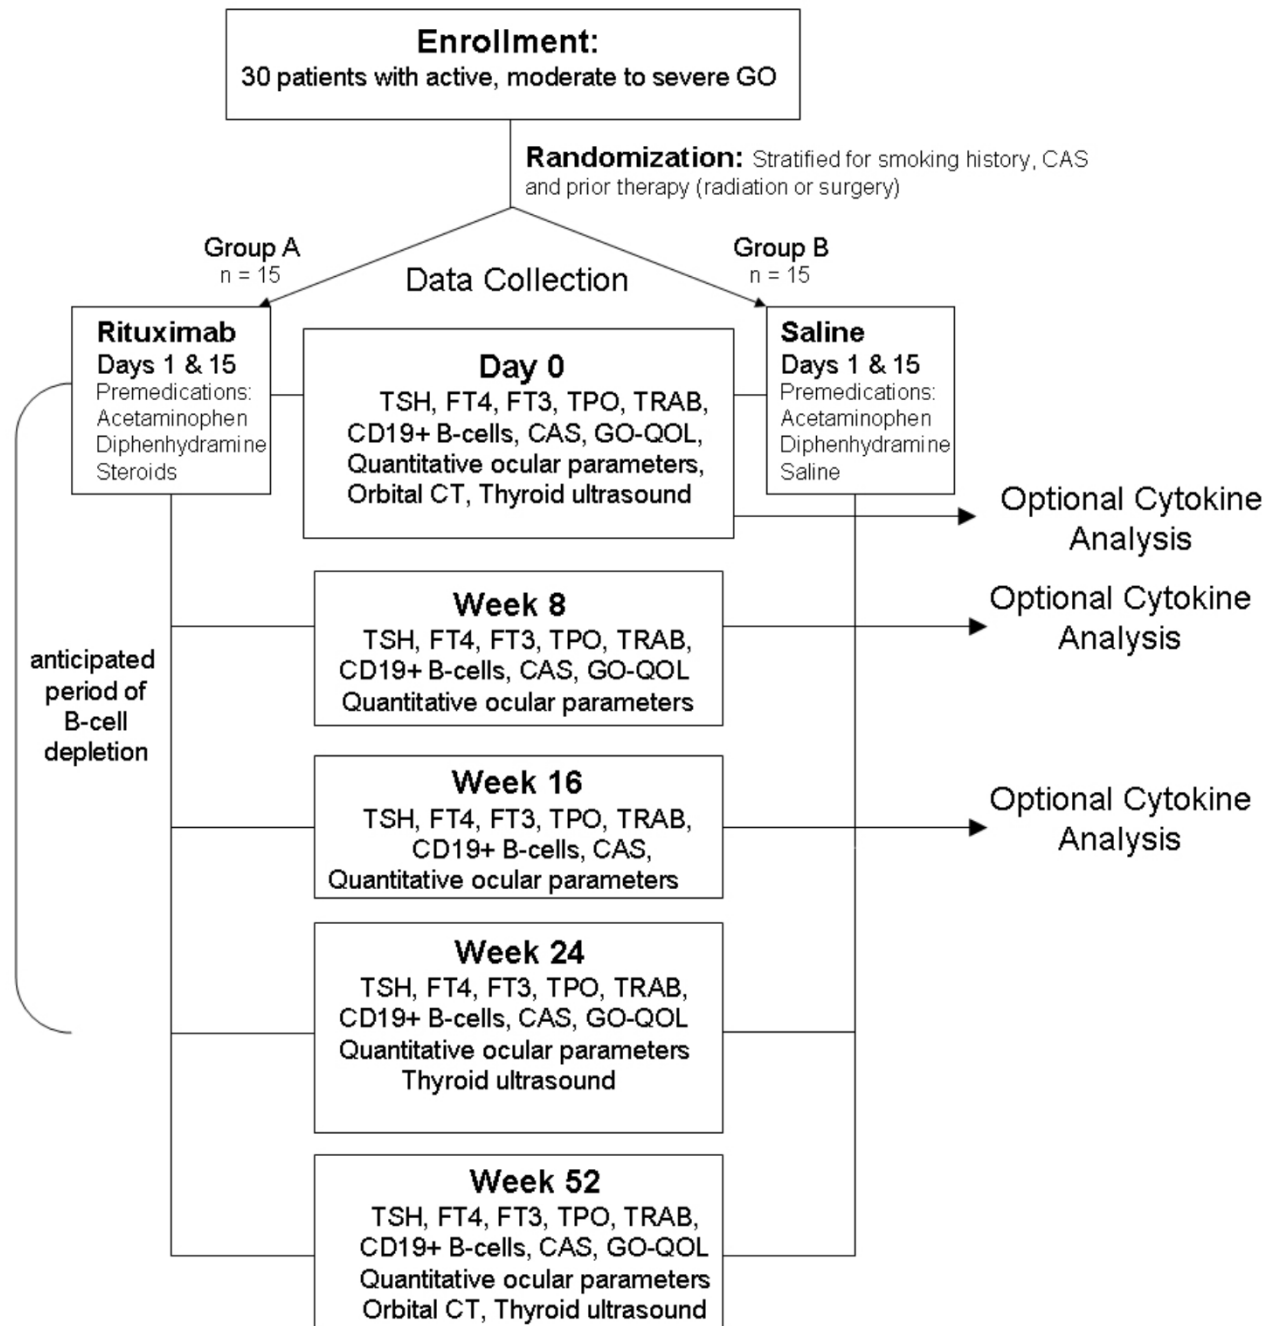 Enrollment:
30 patients with active, moderate to severe GO
Randomization: Stratified for smoking history, CAS
and prior therapy (radiation or surgery)
Group A
n = 15
Group B
n = 15
Data Collection
Rituximab
Days 1 & 15
Premedications:
Acetaminophen
Diphenhydramine
Steroids
Day 0
TSH, FT4, FT3, TPO, TRAB,
CD19+ B-cells, CAS, GO-QOL,
Quantitative ocular parameters,
Orbital CT, Thyroid ultrasound
Saline
Days 1 & 15
Premedications:
Acetaminophen
Diphenhydramine
Saline
Optional Cytokine
Analysis
Week 8
TSH, FT4, FT3, TPO, TRAB,
CD19+ B-cells, CAS, GO-QOL
Quantitative ocular parameters
Optional Cytokine
Analysis
anticipated
period of
B-cell
depletion
Week 16
TSH, FT4, FT3, TPO, TRAB,
CD19+ B-cells, CAS,
Quantitative ocular parameters
Optional Cytokine
Analysis
Week 24
TSH, FT4, FT3, TPO, TRAB,
CD19+ B-cells, CAS, GO-QOL
Quantitative ocular parameters
Thyroid ultrasound
Week 52
TSH, FT4, FT3, TPO, TRAB,
CD19+ B-cells, CAS, GO-QOL
Quantitative ocular parameters
Orbital CT, Thyroid ultrasound